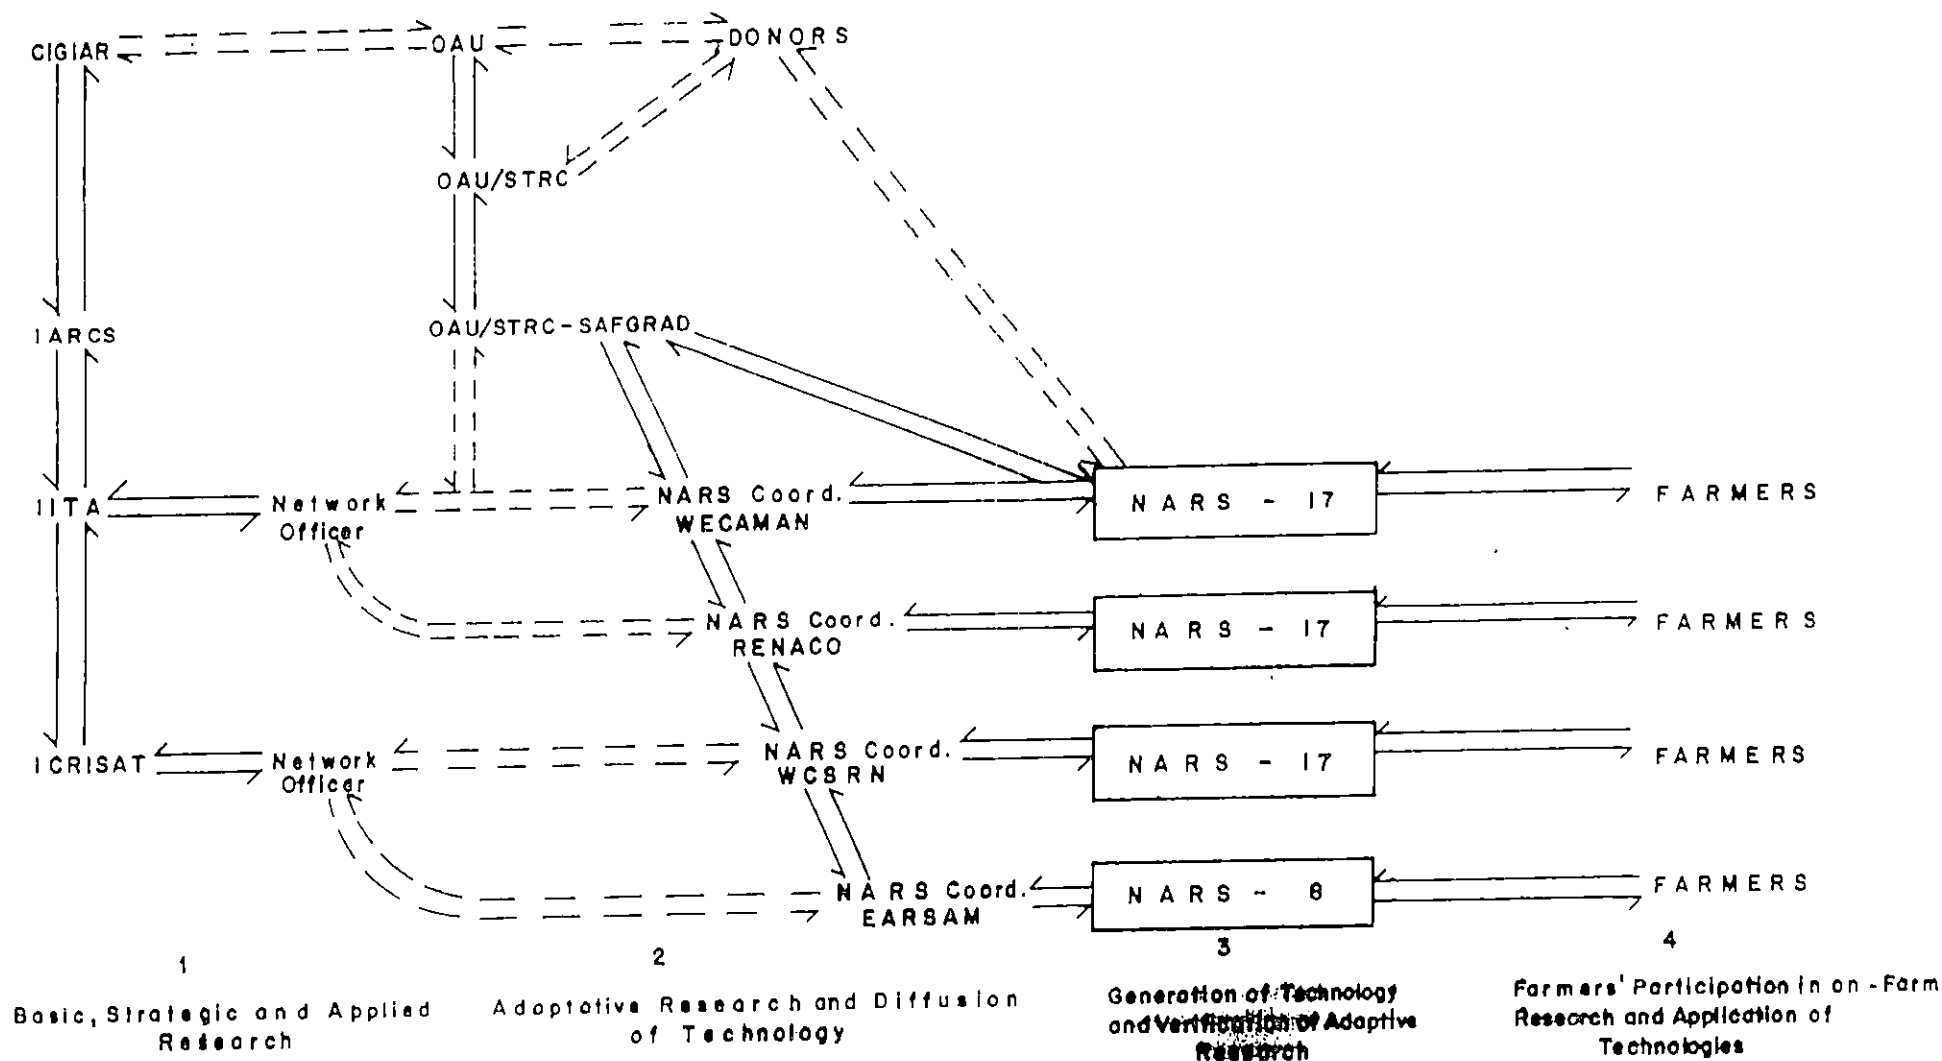 CIGIAR
OAU
DONORS
OAU/STRC
IARCS
OAU/STRC-SAFGRAD
IITA
Network
Officer
NARS Coord.
WECAMAN
NARS - 17
FARMERS
NARS Coord.
RENACO
NARS - 17
FARMERS
ICRISAT
Network
Officer
NARS Coord.
WCSRN
NARS - 17
FARMERS
NARS Coord.
EARSAM
NARS - 8
FARMERS
1
Basic, Strategic and Applied
Research
2
Adaptative Research and Diffusion
of Technology
3
Generation of Technology
and Verification of Adaptive
Research
4
Farmers' Participation in on-Farm
Research and Application of
Technologies